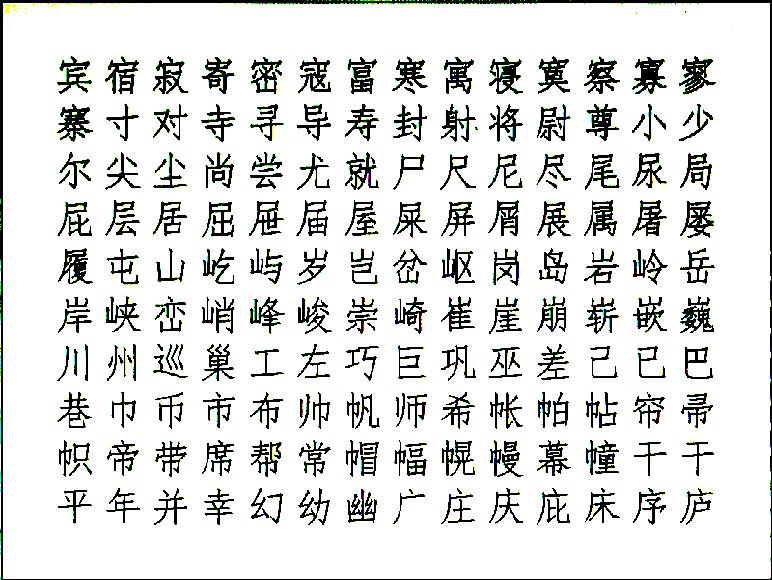 宾宿寂寄密寇富寒寓寝寞察寡寥
寨寸对寺寻导寿封射将尉尊小少
尔尖尘尚尝尤就尸尺尼尽尾尿局
屁层居屈屉届屋屎屏屑展属屠屡
履屯山屹屿岁岂岔岖岗岛岩岭岳
岸峡峦峭峰峻崇崎崔崖崩崭嵌巍
川州巡巢工左巧巨巩巫差己已巴
巷巾币市布帅帆师希帐帕帖帘帚
帜帝带席帮常帽幅幌幔幕幢干干
平年并幸幻幼幽广庄庆庇床序庐